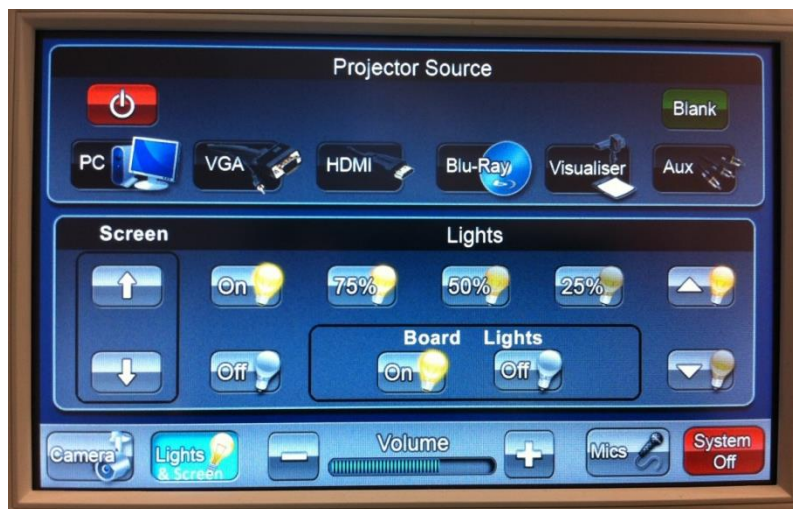 Projector Source
Blank
PC
VGA
HDMI
Blu-Ray
Visualiser
Aux
Screen
Lights
On
75%
50%
25%
Board Lights
Off
On
Off
Camera
Lights
& Screen
Volume
Mics
System
Off